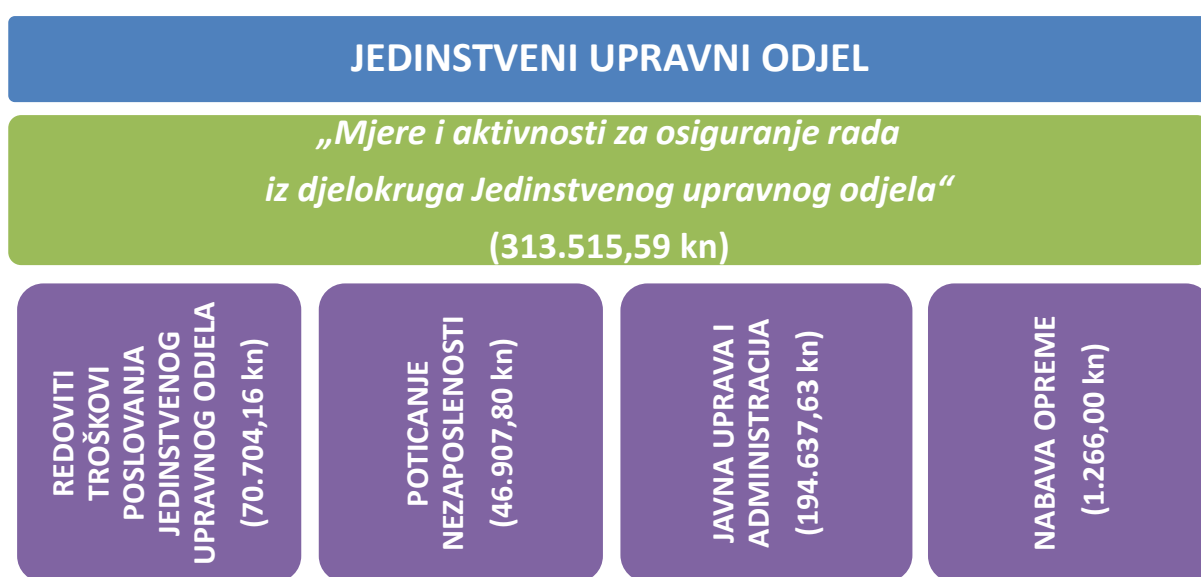 JEDINSTVENI UPRAVNI ODJEL
„Mjere i aktivnosti za osiguranje rada
iz djelokruga Jedinstvenog upravnog odjela“
(313.515,59 kn)
REDOVITI
TROŠKOVI
POSLOVANJA
JEDINSTVENOG
UPRAVNOG ODJELA
(70.704,16 kn)
POTICANJE
NEZAPOSLENOSTI
(46.907,80 kn)
JAVNA UPRAVA I
ADMINISTRACIJA
(194.637,63 kn)
NABAVA OPREME
(1.266,00 kn)